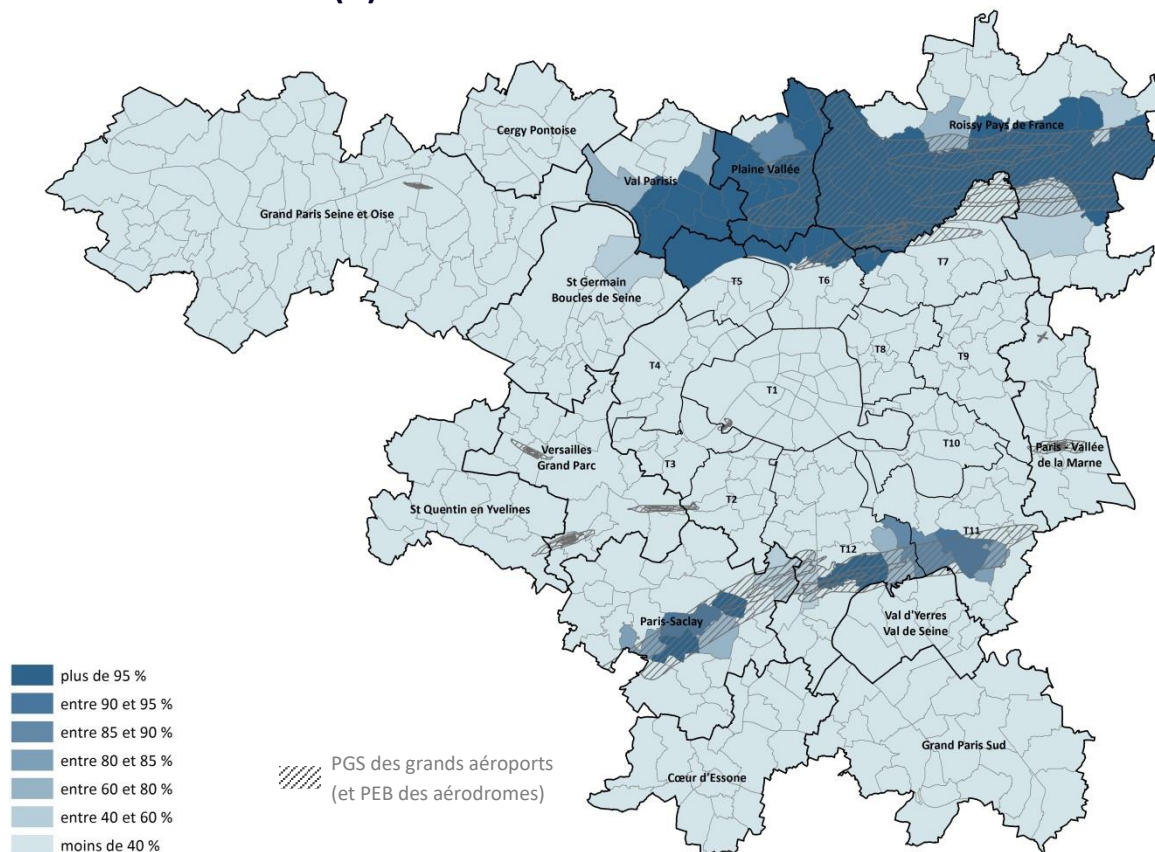 Cergy Pontoise
Roissy Pays de France
Plaine Vallée
Val Parisis
Grand Paris Seine et Oise
T7
St Germain
Boucles de Seine
T5
T6
T8
T9
T4
T1
T10
Versailles
Grand Parc
Paris - Vallée
de la Marne
T3
T2
St Quentin en Yvelines
T11
T12
Paris-Saclay
Val d'Yerres
Val de Seine
Grand Paris Sud
Cœur d'Essone
plus de 95 %
entre 90 et 95 %
entre 85 et 90 %
entre 80 et 85 %
entre 60 et 80 %
entre 40 et 60 %
moins de 40 %
PGS des grands aéroports
(et PEB des aérodromes)